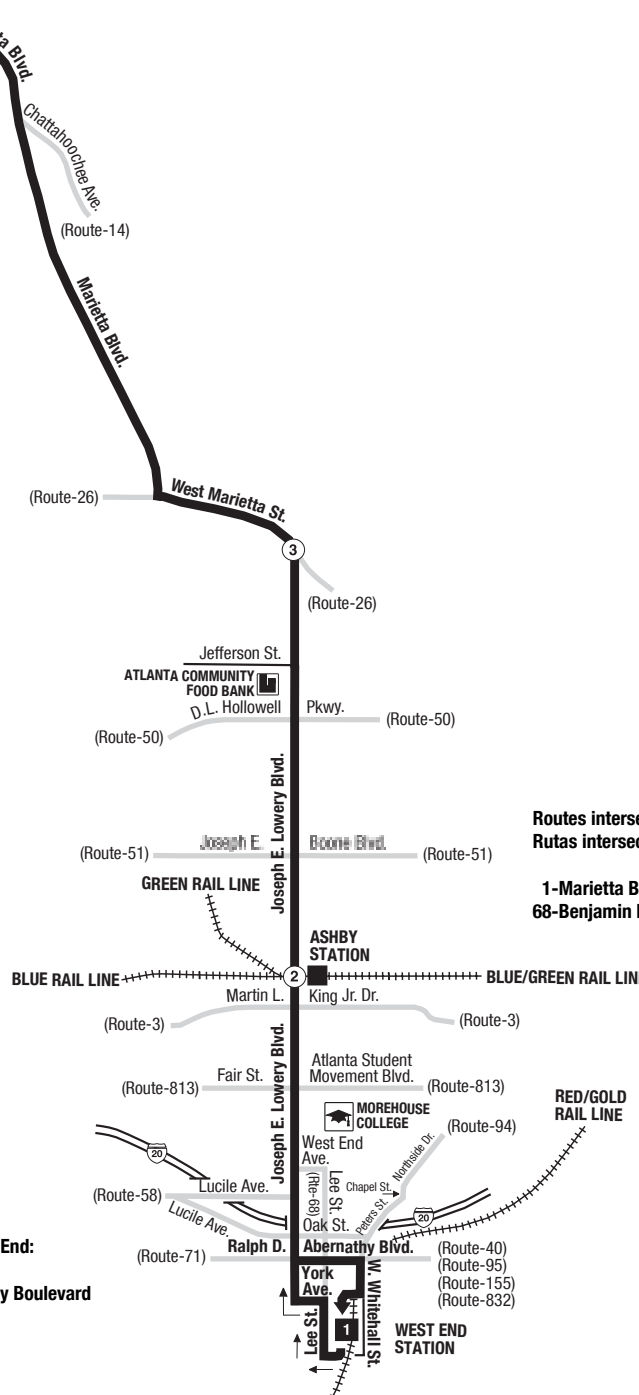 ta Blvd.
Chattahoochee Ave.
(Route-14)
Marietta Blvd.
(Route-26)
West Marietta St.
3
(Route-26)
Jefferson St.
ATLANTA COMMUNITY
FOOD BANK
D.L. Hollowell Pkwy.
(Route-50)
(Route-50)
Joseph E. Lowery Blvd.
Routes interse
Rutas intersec
Joseph E. Boone Blvd.
(Route-51)
(Route-51)
1-Marietta B
68-Benjamin
GREEN RAIL LINE
ASHBY
STATION
BLUE RAIL LINE
2
BLUE/GREEN RAIL LIN
Martin L. King Jr. Dr.
(Route-3)
(Route-3)
Joseph E. Lowery Blvd.
Fair St.
Atlanta Student
Movement Blvd.
(Route-813)
(Route-813)
RED/GOLD
RAIL LINE
MOREHOUSE
COLLEGE
(Route-94)
West End
Ave.
Northside Dr.
20
Lee St.
(Rte-68)
Chapel St.
Peters St.
Lucile Ave.
(Route-58)
Lucile Ave.
Oak St.
20
End:
Ralph D. Abernathy Blvd.
(Route-71)
(Route-40)
(Route-95)
(Route-155)
(Route-832)
y Boulevard
York
Ave.
W. Whitehall St.
Lee St.
1
WEST END
STATION